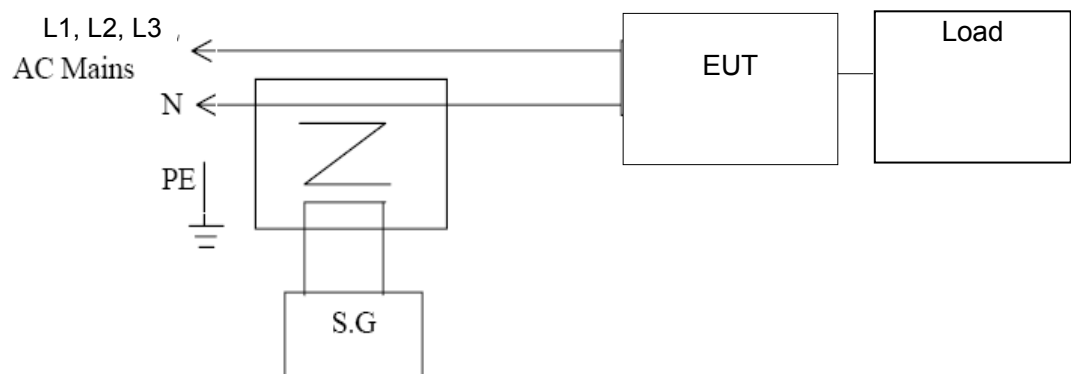 L1, L2, L3 ,
AC Mains
N
PE
EUT
Load
Z
S.G